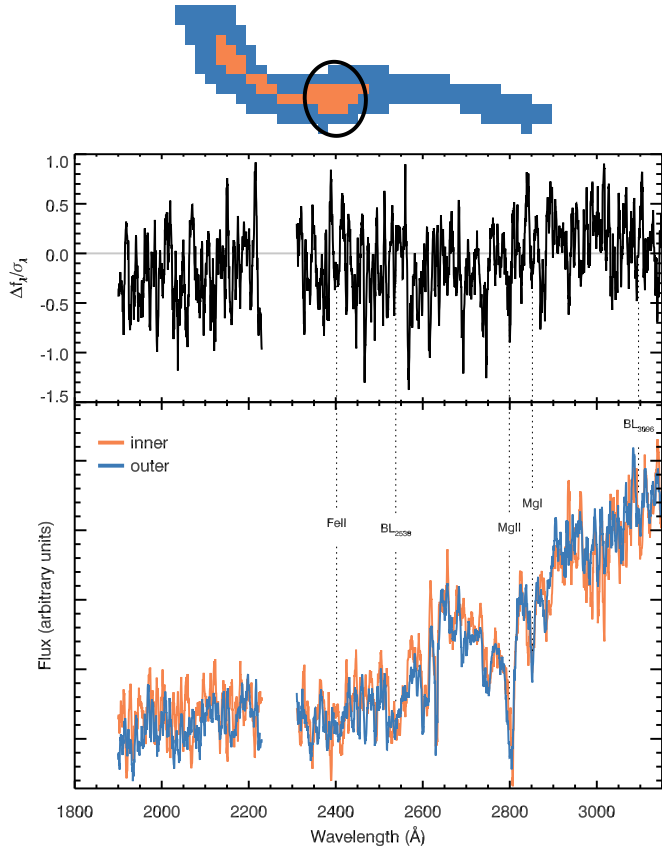 1.0
0.5
0.0
-0.5
-1.0
-1.5
Δf_λ/σ_λ
inner
outer
FeII
BL_2538
MgII
MgI
BL_3096
Flux (arbitrary units)
1800 2000 2200 2400 2600 2800 3000
Wavelength (Å)